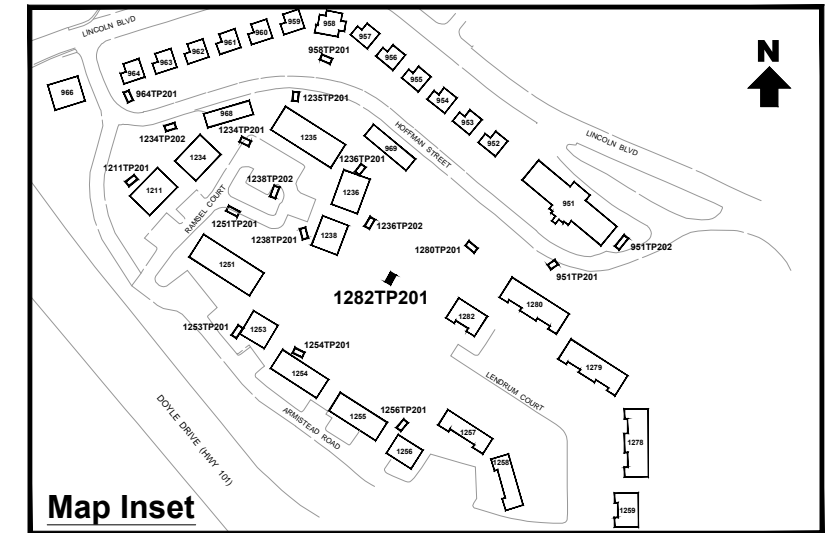 LINCOLN BLVD
959
958
960
961
962
963
964
957
958TP201
956
955
954
953
952
966
964TP201
N
968
1235TP201
1234TP202
1234TP201
1235
969
HOFFMAN STREET
LINCOLN BLVD
1211TP201
1234
1236TP201
1211
1238TP202
1236
RAMSEL COURT
1251TP201
1236TP202
951
1238TP201
1238
1280TP201
951TP202
951TP201
1251
1282TP201
1280
1282
1253TP201
1253
1254TP201
1279
1254
LENDRUM COURT
1255
1256TP201
ARMISTEAD ROAD
DOYLE DRIVE (HWY 101)
1257
1256
1278
1258
1259
Map Inset